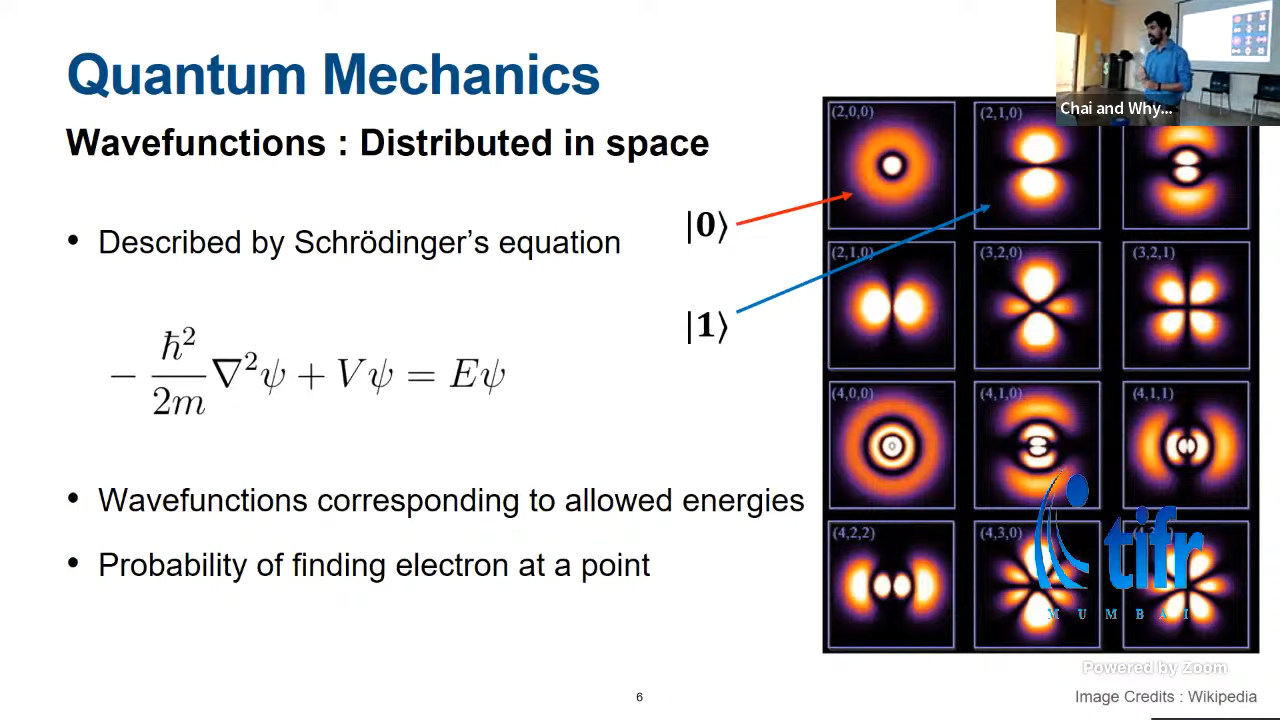 Quantum Mechanics
Wavefunctions : Distributed in space
• Described by Schrödinger’s equation
− ℏ²/2m ∇²ψ + Vψ = Eψ
• Wavefunctions corresponding to allowed energies
• Probability of finding electron at a point
|0⟩
|1⟩
Chai and Why...
(2,0,0) (2,1,0)
(2,1,0) (3,2,0) (3,2,1)
(4,0,0) (4,1,0) (4,1,1)
(4,2,2) (4,3,0)
tifr
MUMBAI
Powered by Zoom
6
Image Credits : Wikipedia